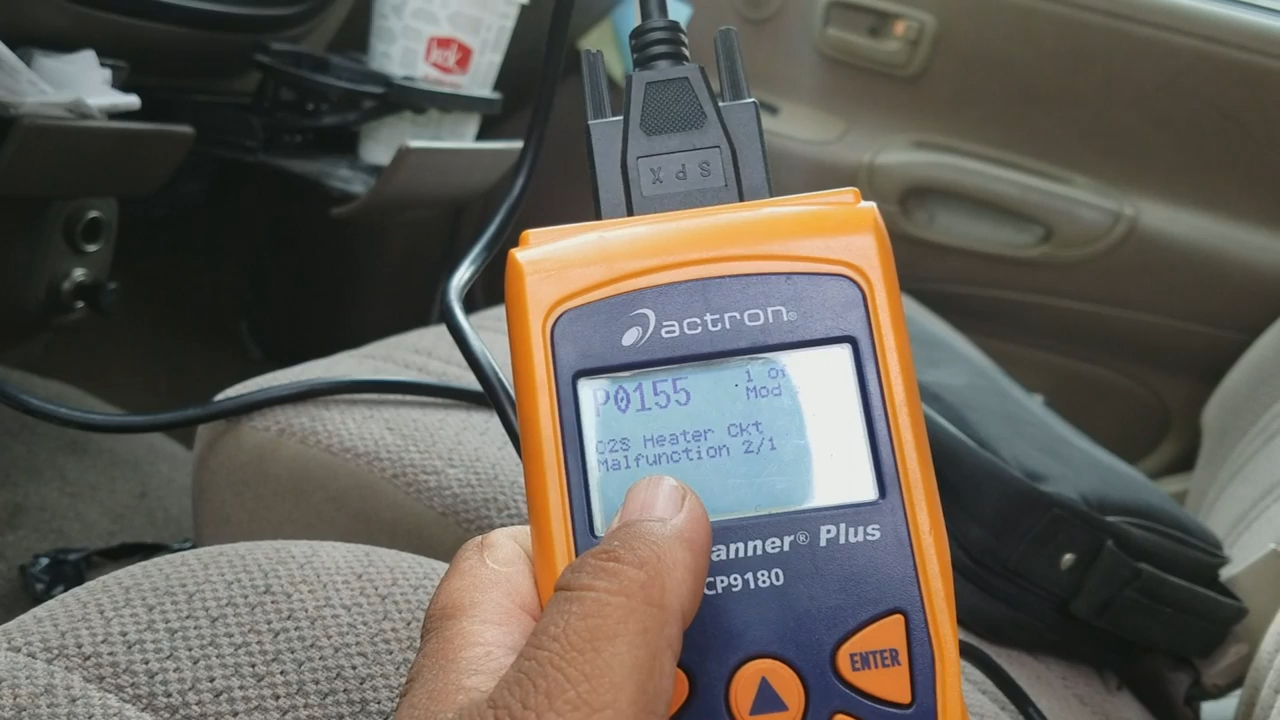 SPX
actron®
P0155
1 of
Mod
O2S Heater Ckt
Malfunction 2/1
anner® Plus
CP9180
ENTER